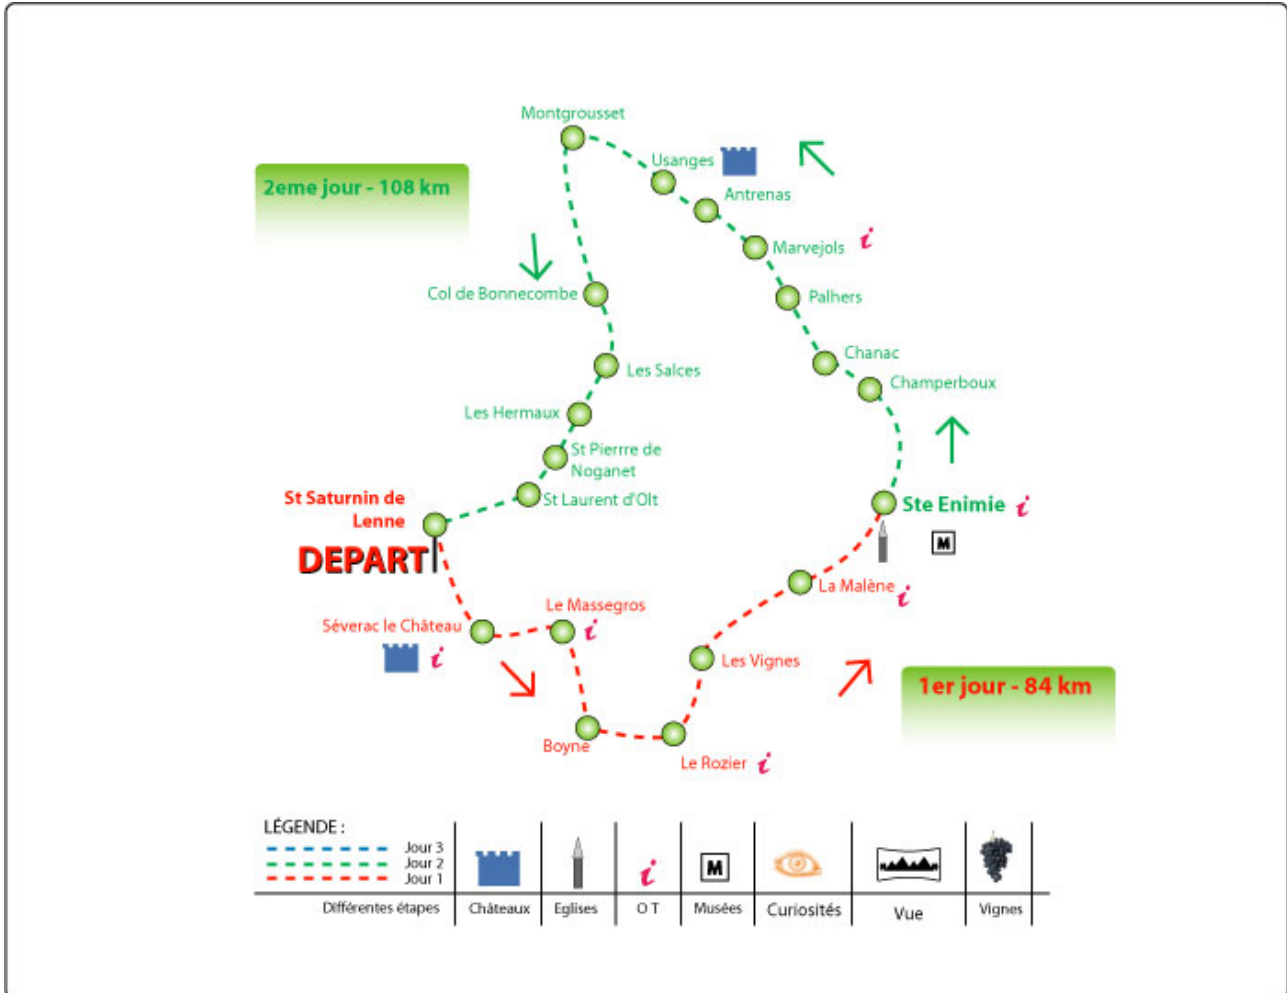 Montgrousset
Usanges
2eme jour - 108 km
Antrenas
Marvejols
i
Col de Bonnecombe
Palhers
Chanac
Les Salces
Champerboux
Les Hermaux
St Pierrre de
Noganet
St Laurent d'Olt
St Saturnin de
Lenne
Ste Enimie
i
DEPART
M
La Malène
i
Le Massegros
i
Séverac le Château
i
Les Vignes
1er jour - 84 km
Boyne
Le Rozier
i
LÉGENDE :
Jour 3
Jour 2
Jour 1
i
M
Différentes étapes
Châteaux
Eglises
O T
Musées
Curiosités
Vue
Vignes